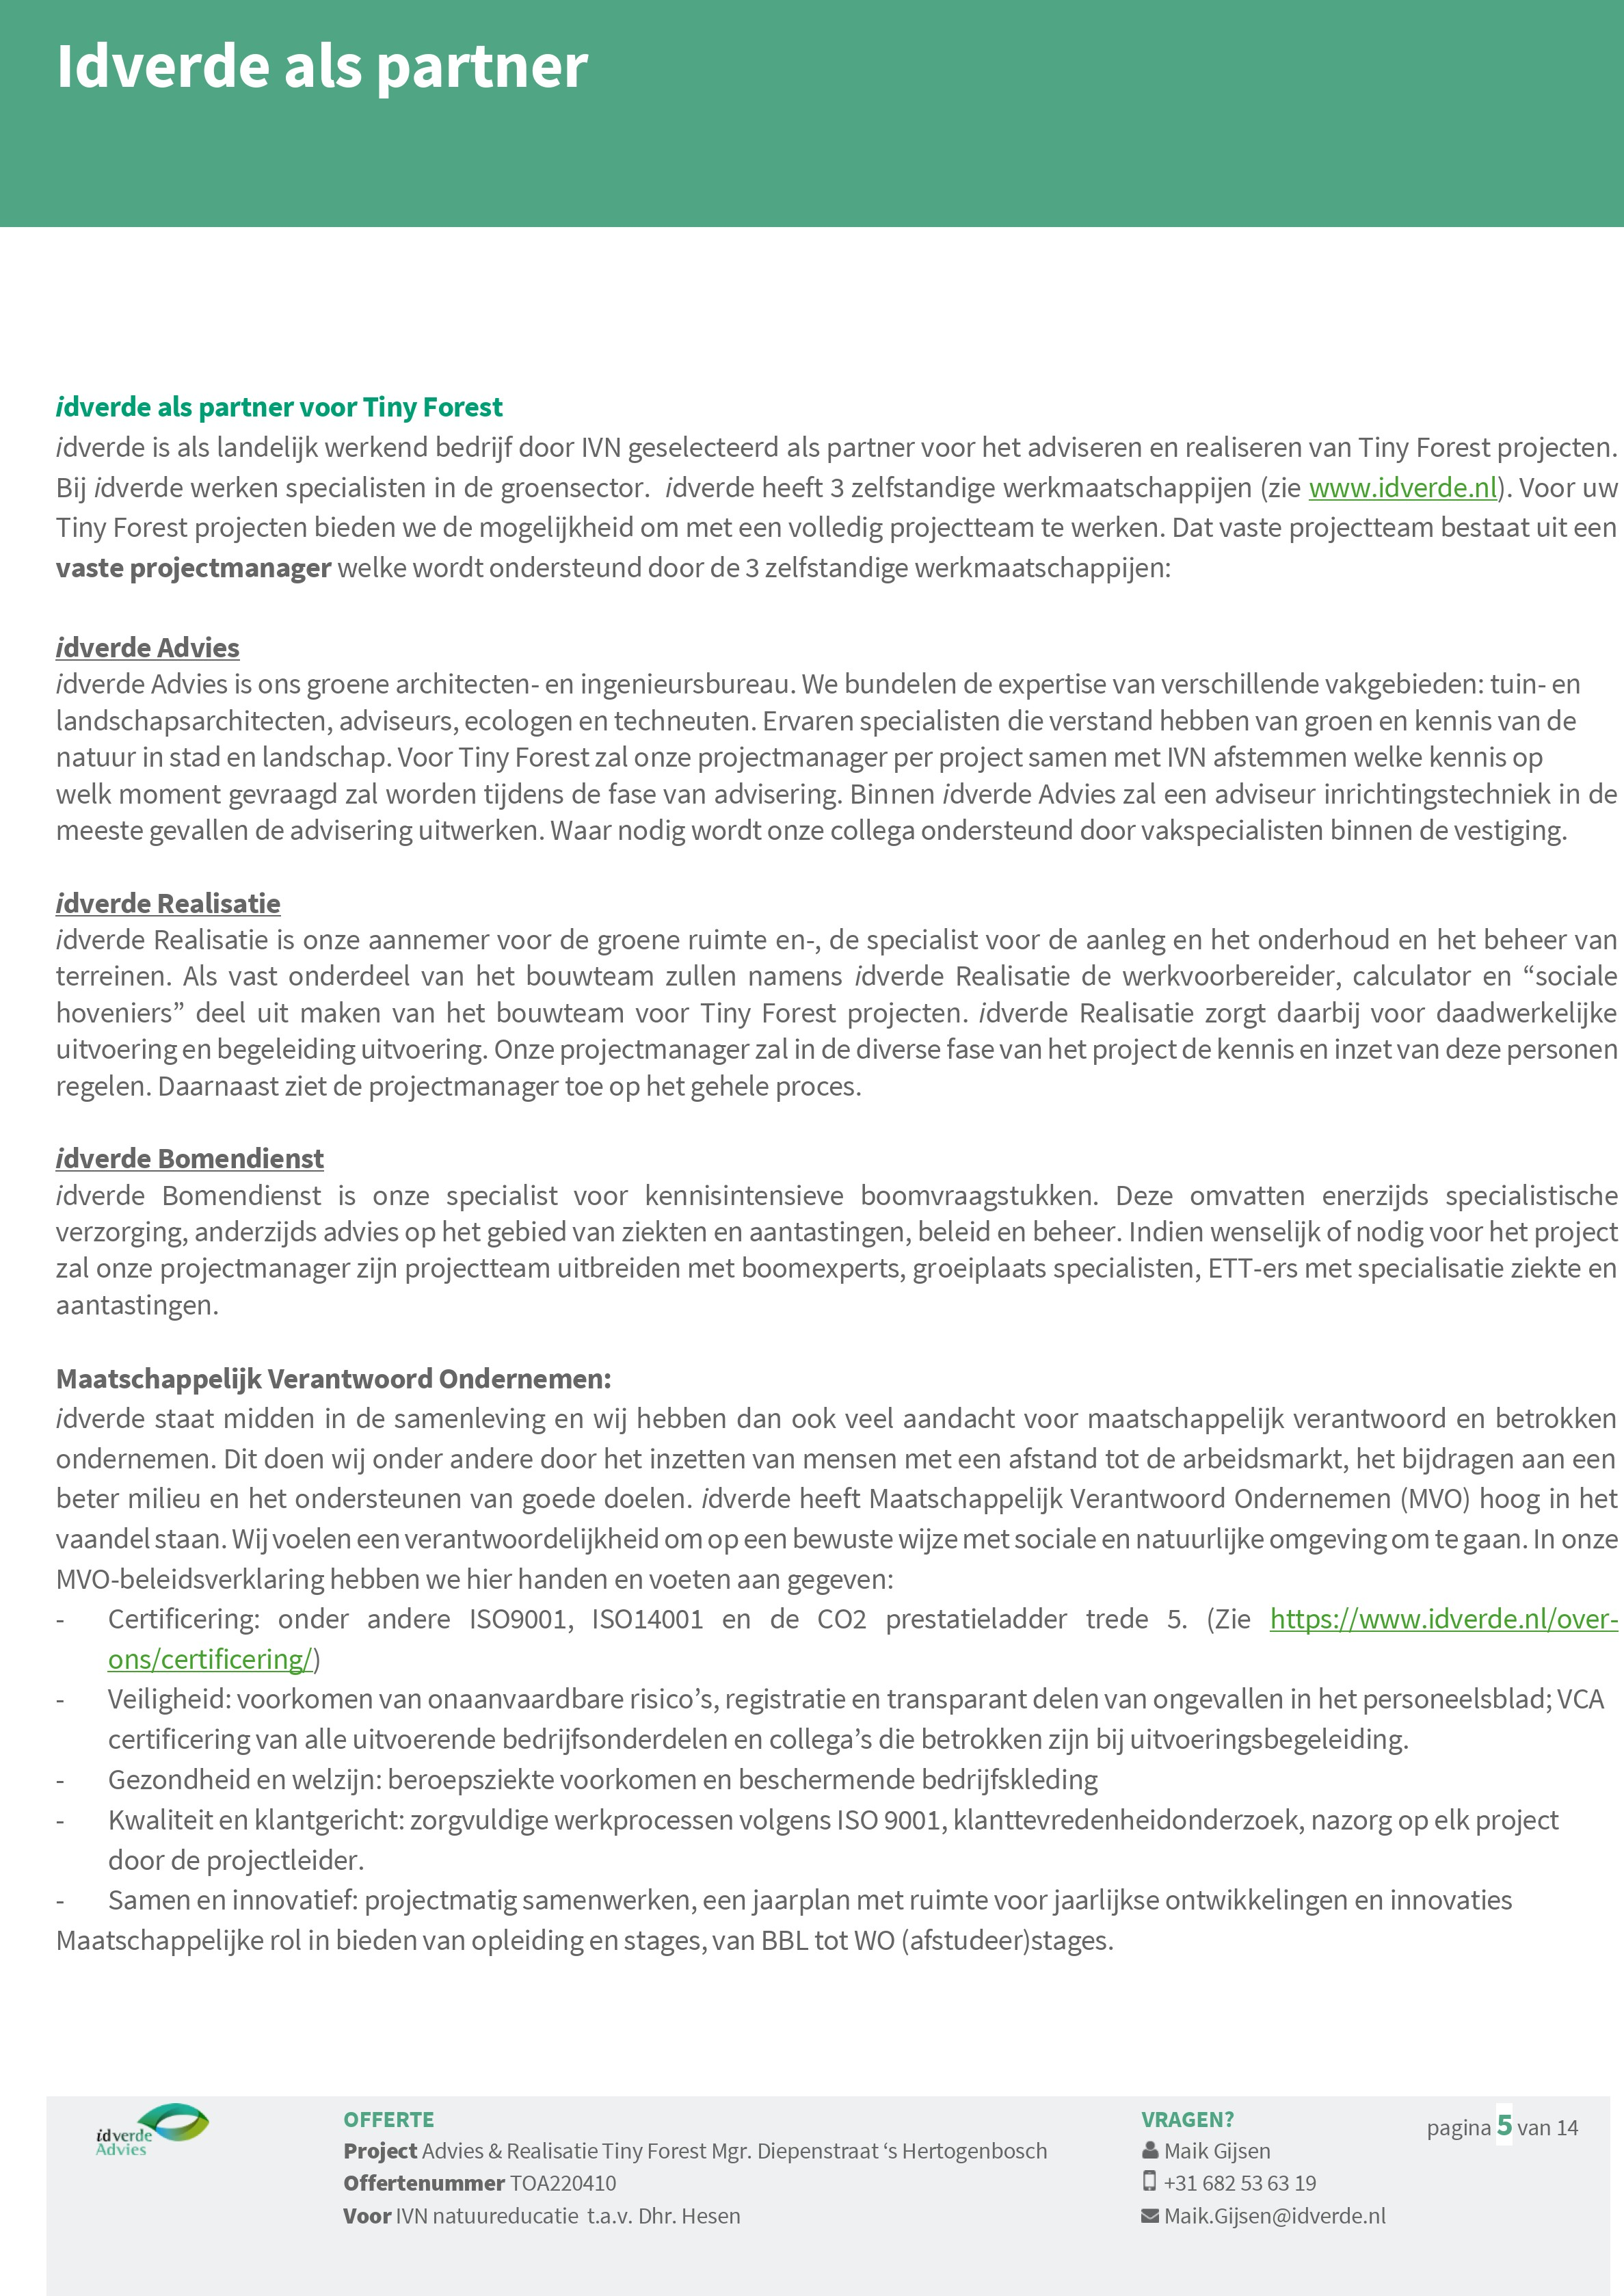 Idverde als partner
idverde als partner voor Tiny Forest
idverde is als landelijk werkend bedrijf door IVN geselecteerd als partner voor het adviseren en realiseren van Tiny Forest projecten.
Bij idverde werken specialisten in de groensector. idverde heeft 3 zelfstandige werkmaatschappijen (zie www.idverde.nl). Voor uw
Tiny Forest projecten bieden we de mogelijkheid om met een volledig projectteam te werken. Dat vaste projectteam bestaat uit een
vaste projectmanager welke wordt ondersteund door de 3 zelfstandige werkmaatschappijen:
idverde Advies
idverde Advies is ons groene architecten- en ingenieursbureau. We bundelen de expertise van verschillende vakgebieden: tuin- en
landschapsarchitecten, adviseurs, ecologen en techneuten. Ervaren specialisten die verstand hebben van groen en kennis van de
natuur in stad en landschap. Voor Tiny Forest zal onze projectmanager per project samen met IVN afstemmen welke kennis op
welk moment gevraagd zal worden tijdens de fase van advisering. Binnen idverde Advies zal een adviseur inrichtingstechniek in de
meeste gevallen de advisering uitwerken. Waar nodig wordt onze collega ondersteund door vakspecialisten binnen de vestiging.
idverde Realisatie
idverde Realisatie is onze aannemer voor de groene ruimte en-, de specialist voor de aanleg en het onderhoud en het beheer van
terreinen. Als vast onderdeel van het bouwteam zullen namens idverde Realisatie de werkvoorbereider, calculator en “sociale
hoveniers” deel uit maken van het bouwteam voor Tiny Forest projecten. idverde Realisatie zorgt daarbij voor daadwerkelijke
uitvoering en begeleiding uitvoering. Onze projectmanager zal in de diverse fase van het project de kennis en inzet van deze personen
regelen. Daarnaast ziet de projectmanager toe op het gehele proces.
idverde Bomendienst
idverde Bomendienst is onze specialist voor kennisintensieve boomvraagstukken. Deze omvatten enerzijds specialistische
verzorging, anderzijds advies op het gebied van ziekten en aantastingen, beleid en beheer. Indien wenselijk of nodig voor het project
zal onze projectmanager zijn projectteam uitbreiden met boomexperts, groeiplaats specialisten, ETT-ers met specialisatie ziekte en
aantastingen.
Maatschappelijk Verantwoord Ondernemen:
idverde staat midden in de samenleving en wij hebben dan ook veel aandacht voor maatschappelijk verantwoord en betrokken
ondernemen. Dit doen wij onder andere door het inzetten van mensen met een afstand tot de arbeidsmarkt, het bijdragen aan een
beter milieu en het ondersteunen van goede doelen. idverde heeft Maatschappelijk Verantwoord Ondernemen (MVO) hoog in het
vaandel staan. Wij voelen een verantwoordelijkheid om op een bewuste wijze met sociale en natuurlijke omgeving om te gaan. In onze
MVO-beleidsverklaring hebben we hier handen en voeten aan gegeven:
- Certificering: onder andere ISO9001, ISO14001 en de CO2 prestatieladder trede 5. (Zie https://www.idverde.nl/over-
ons/certificering/)
- Veiligheid: voorkomen van onaanvaardbare risico’s, registratie en transparant delen van ongevallen in het personeelsblad; VCA
certificering van alle uitvoerende bedrijfsonderdelen en collega’s die betrokken zijn bij uitvoeringsbegeleiding.
- Gezondheid en welzijn: beroepsziekte voorkomen en beschermende bedrijfskleding
- Kwaliteit en klantgericht: zorgvuldige werkprocessen volgens ISO 9001, klanttevredenheidonderzoek, nazorg op elk project
door de projectleider.
- Samen en innovatief: projectmatig samenwerken, een jaarplan met ruimte voor jaarlijkse ontwikkelingen en innovaties
Maatschappelijke rol in bieden van opleiding en stages, van BBL tot WO (afstudeer)stages.
idverde
Advies
OFFERTE
Project Advies & Realisatie Tiny Forest Mgr. Diepenstraat ‘s Hertogenbosch
Offertenummer TOA220410
Voor IVN natuureducatie t.a.v. Dhr. Hesen
VRAGEN?
Maik Gijsen
+31 682 53 63 19
Maik.Gijsen@idverde.nl
pagina 5 van 14